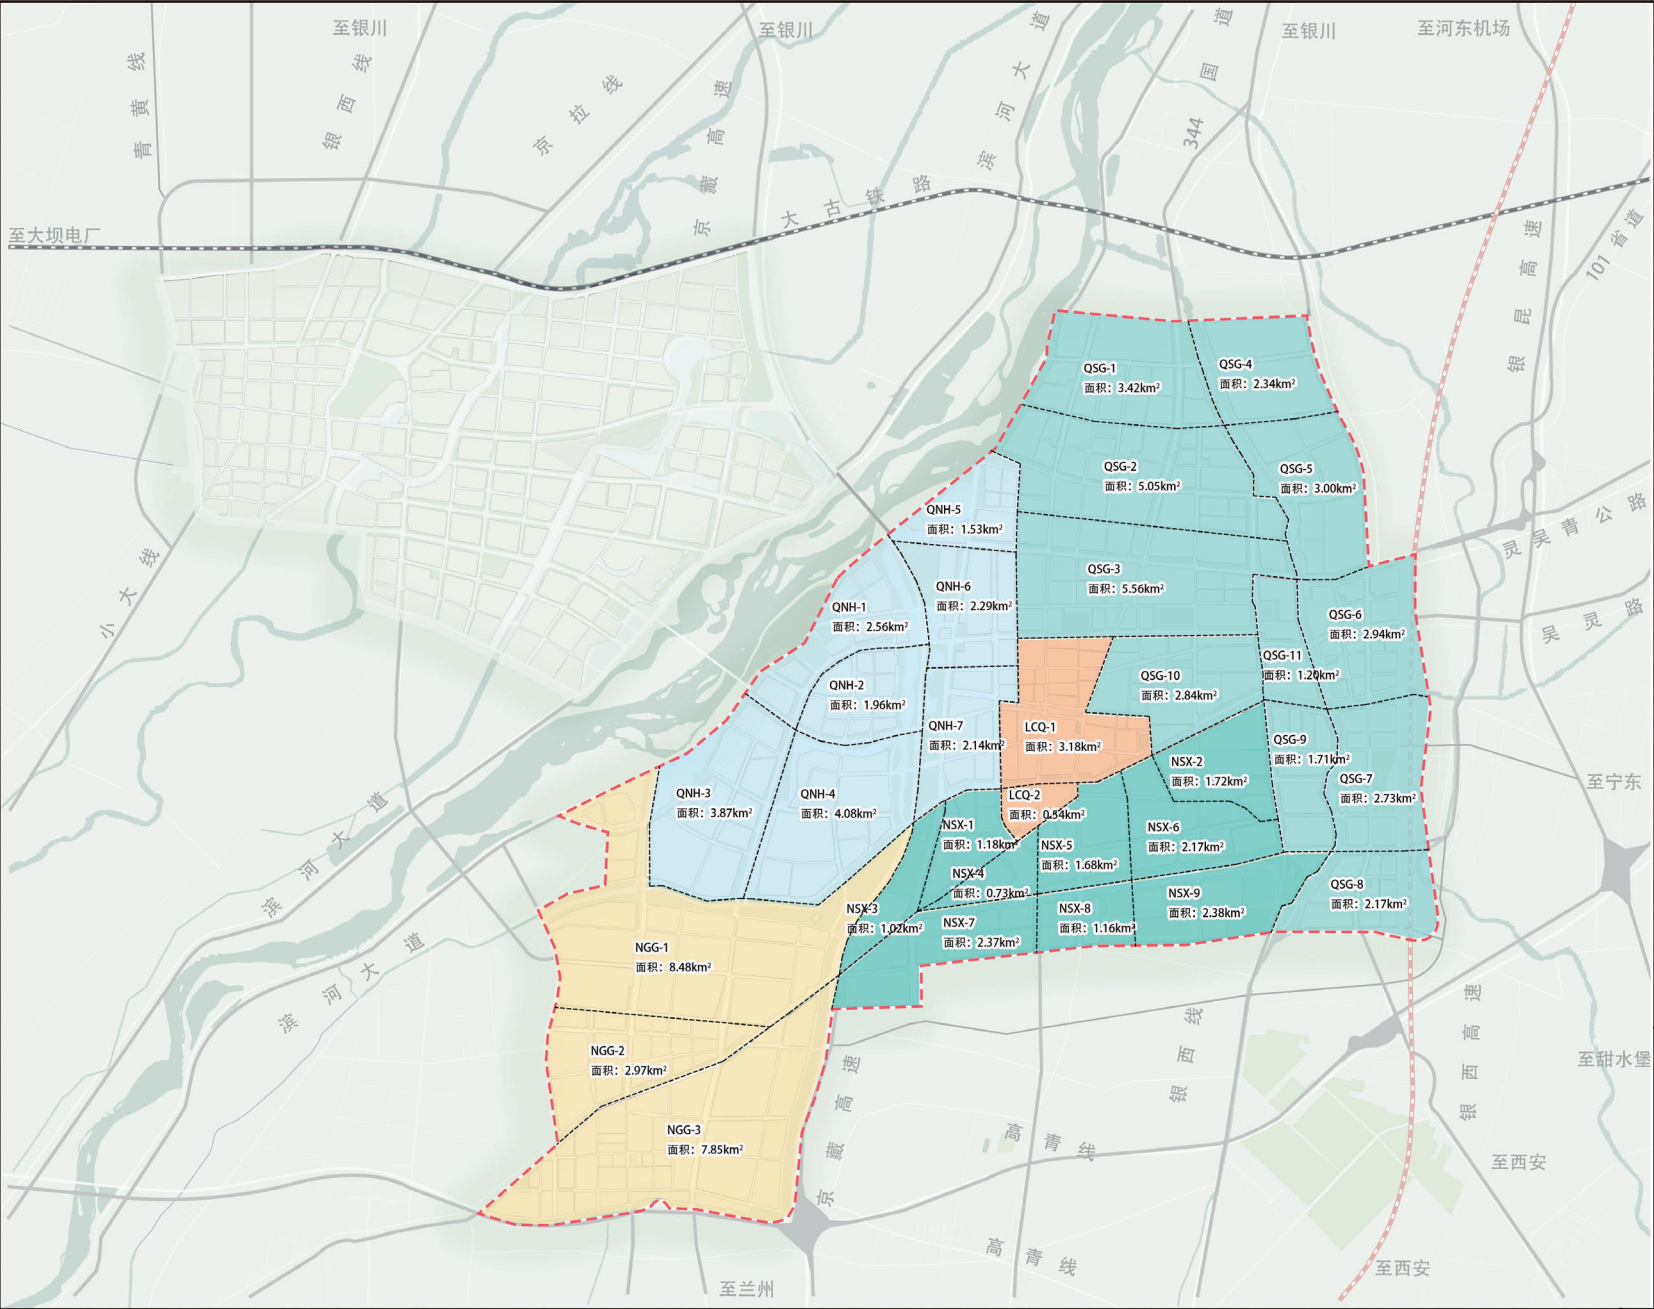 至银川
至银川
至银川
至河东机场
青黄线
银西线
京拉线
京藏高速
滨河大道
344国道
大古铁路
至大坝电厂
银昆高速
101省道
QSG-1
面积：3.42km²
QSG-4
面积：2.34km²
QSG-2
面积：5.05km²
QSG-5
面积：3.00km²
QNH-5
面积：1.53km²
灵吴青公路
QSG-3
面积：5.56km²
QNH-6
面积：2.29km²
QNH-1
面积：2.56km²
QSG-6
面积：2.94km²
吴灵路
小大线
QSG-11
面积：1.20km²
QSG-10
面积：2.84km²
QNH-2
面积：1.96km²
QNH-7
面积：2.14km²
LCQ-1
面积：3.18km²
QSG-9
面积：1.71km²
NSX-2
面积：1.72km²
QSG-7
面积：2.73km²
至宁东
QNH-3
面积：3.87km²
QNH-4
面积：4.08km²
LCQ-2
面积：0.54km²
NSX-1
面积：1.18km²
NSX-5
面积：1.68km²
NSX-6
面积：2.17km²
滨河大道
NSX-4
面积：0.73km²
NSX-9
面积：2.38km²
QSG-8
面积：2.17km²
NSX-3
面积：1.02km²
NSX-7
面积：2.37km²
NSX-8
面积：1.16km²
NGG-1
面积：8.48km²
滨河大道
NGG-2
面积：2.97km²
银西线
银西高速
至甜水堡
NGG-3
面积：7.85km²
京藏高速
高青线
至西安
高青线
至西安
至兰州